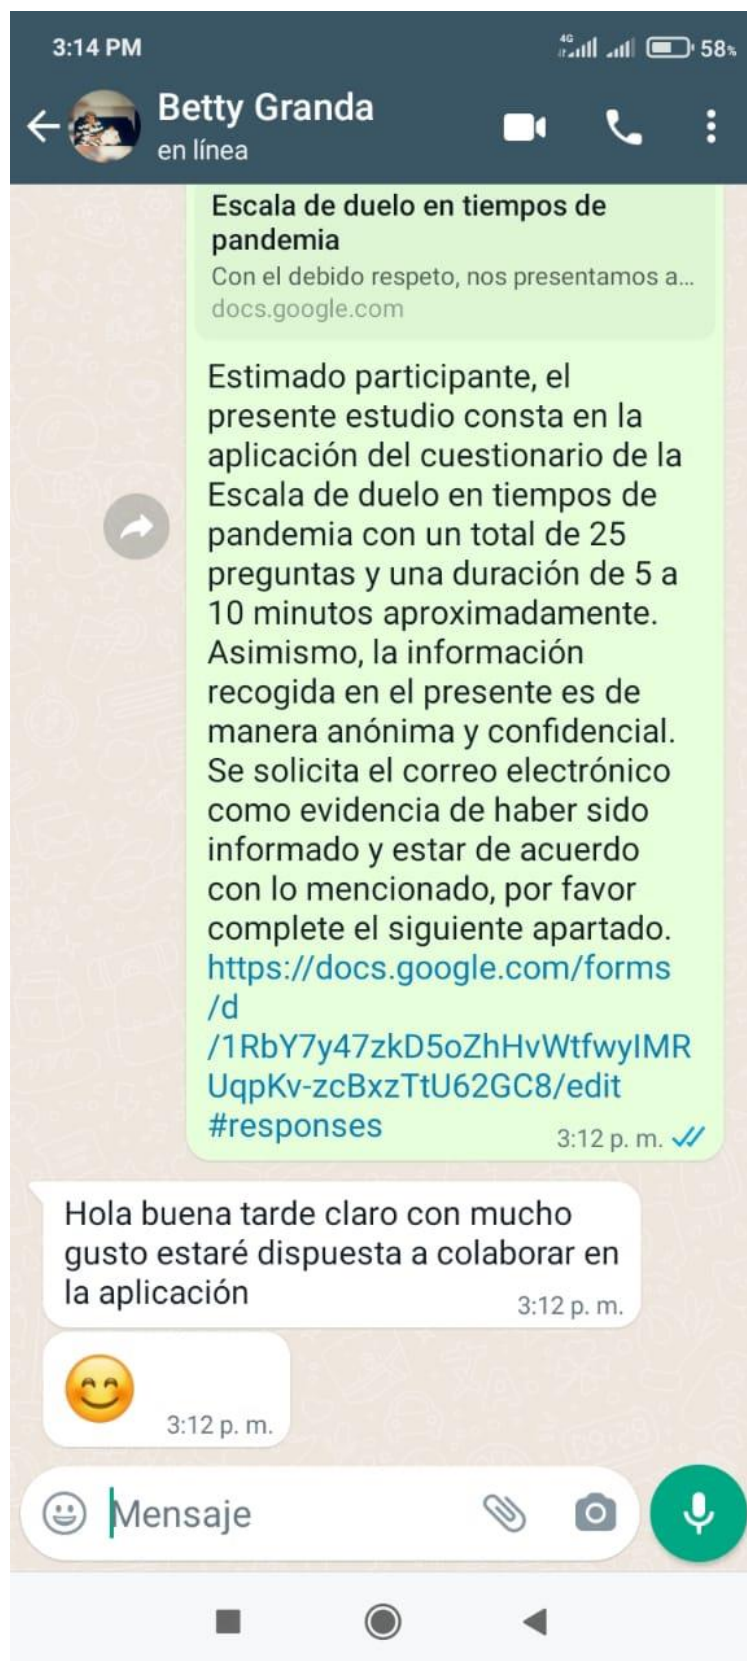 3:14 PM
4G
58%
Betty Granda
en línea
Escala de duelo en tiempos de
pandemia
Con el debido respeto, nos presentamos a...
docs.google.com
Estimado participante, el
presente estudio consta en la
aplicación del cuestionario de la
Escala de duelo en tiempos de
pandemia con un total de 25
preguntas y una duración de 5 a
10 minutos aproximadamente.
Asimismo, la información
recogida en el presente es de
manera anónima y confidencial.
Se solicita el correo electrónico
como evidencia de haber sido
informado y estar de acuerdo
con lo mencionado, por favor
complete el siguiente apartado.
https://docs.google.com/forms
/d
/1RbY7y47zkD5oZhHvWtfwyIMR
UqpKv-zcBxzTtU62GC8/edit
#responses
3:12 p. m.
Hola buena tarde claro con mucho
gusto estaré dispuesta a colaborar en
la aplicación
3:12 p. m.
3:12 p. m.
Mensaje